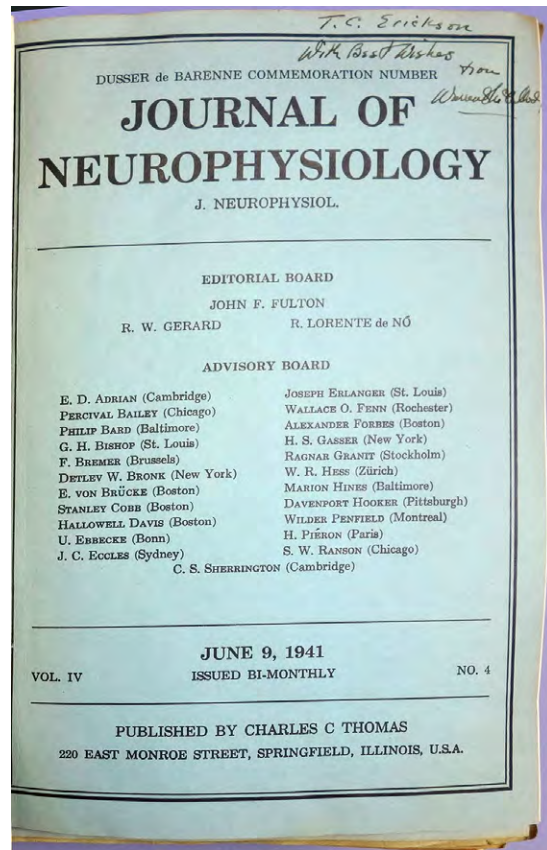 T. C. Erickson
With Best Wishes
from
DUSSER de BARENNE COMMEMORATION NUMBER
JOURNAL OF
NEUROPHYSIOLOGY
J. NEUROPHYSIOL.
EDITORIAL BOARD
JOHN F. FULTON
R. W. GERARD R. LORENTE de NÓ
ADVISORY BOARD
E. D. ADRIAN (Cambridge)
PERCIVAL BAILEY (Chicago)
PHILIP BARD (Baltimore)
G. H. BISHOP (St. Louis)
F. BREMER (Brussels)
DETLEV W. BRONK (New York)
E. VON BRÜCKE (Boston)
STANLEY COBB (Boston)
HALLOWELL DAVIS (Boston)
U. EBBECKE (Bonn)
J. C. ECCLES (Sydney)
JOSEPH ERLANGER (St. Louis)
WALLACE O. FENN (Rochester)
ALEXANDER FORBES (Boston)
H. S. GASSER (New York)
RAGNAR GRANIT (Stockholm)
W. R. HESS (Zürich)
MARION HINES (Baltimore)
DAVENPORT HOOKER (Pittsburgh)
WILDER PENFIELD (Montreal)
H. PIÉRON (Paris)
S. W. RANSON (Chicago)
C. S. SHERRINGTON (Cambridge)
JUNE 9, 1941
VOL. IV ISSUED BI-MONTHLY NO. 4
PUBLISHED BY CHARLES C THOMAS
220 EAST MONROE STREET, SPRINGFIELD, ILLINOIS, U.S.A.